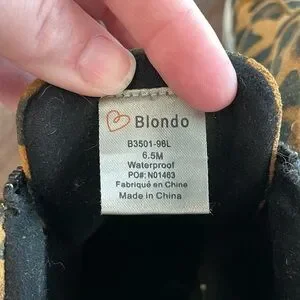 Blondo
B3501-96L
6.5M
Waterproof
PO#: N01463
Fabriqué en Chine
Made in China